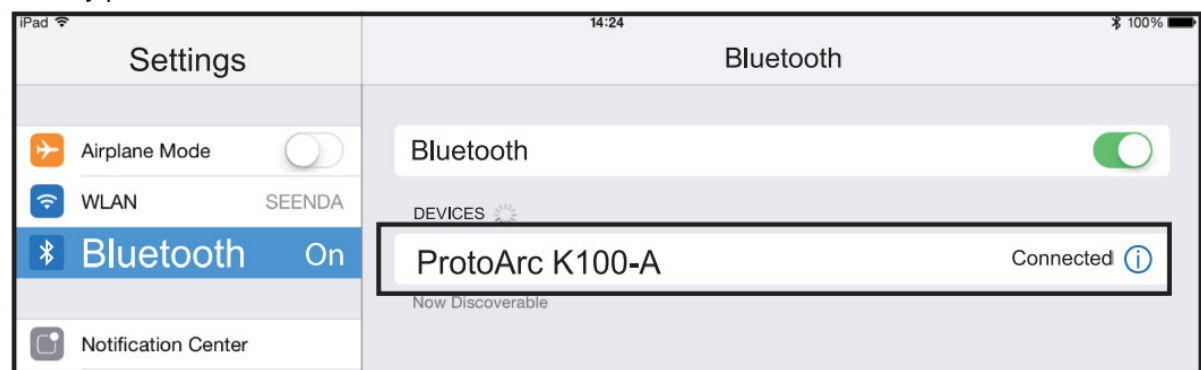 iPad 14:24 100%
Settings
Bluetooth
Airplane Mode
WLAN SEENDA
Bluetooth On
Notification Center
Bluetooth
DEVICES
ProtoArc K100-A Connected
Now Discoverable